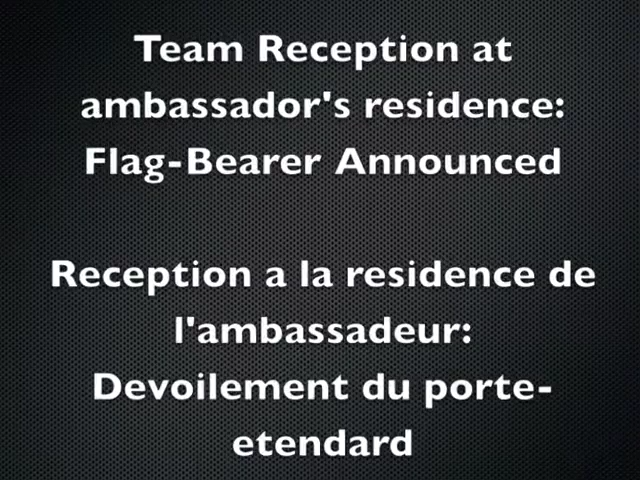 Team Reception at
ambassador's residence:
Flag-Bearer Announced
Reception a la residence de
l'ambassadeur:
Devoilement du porte-
etendard